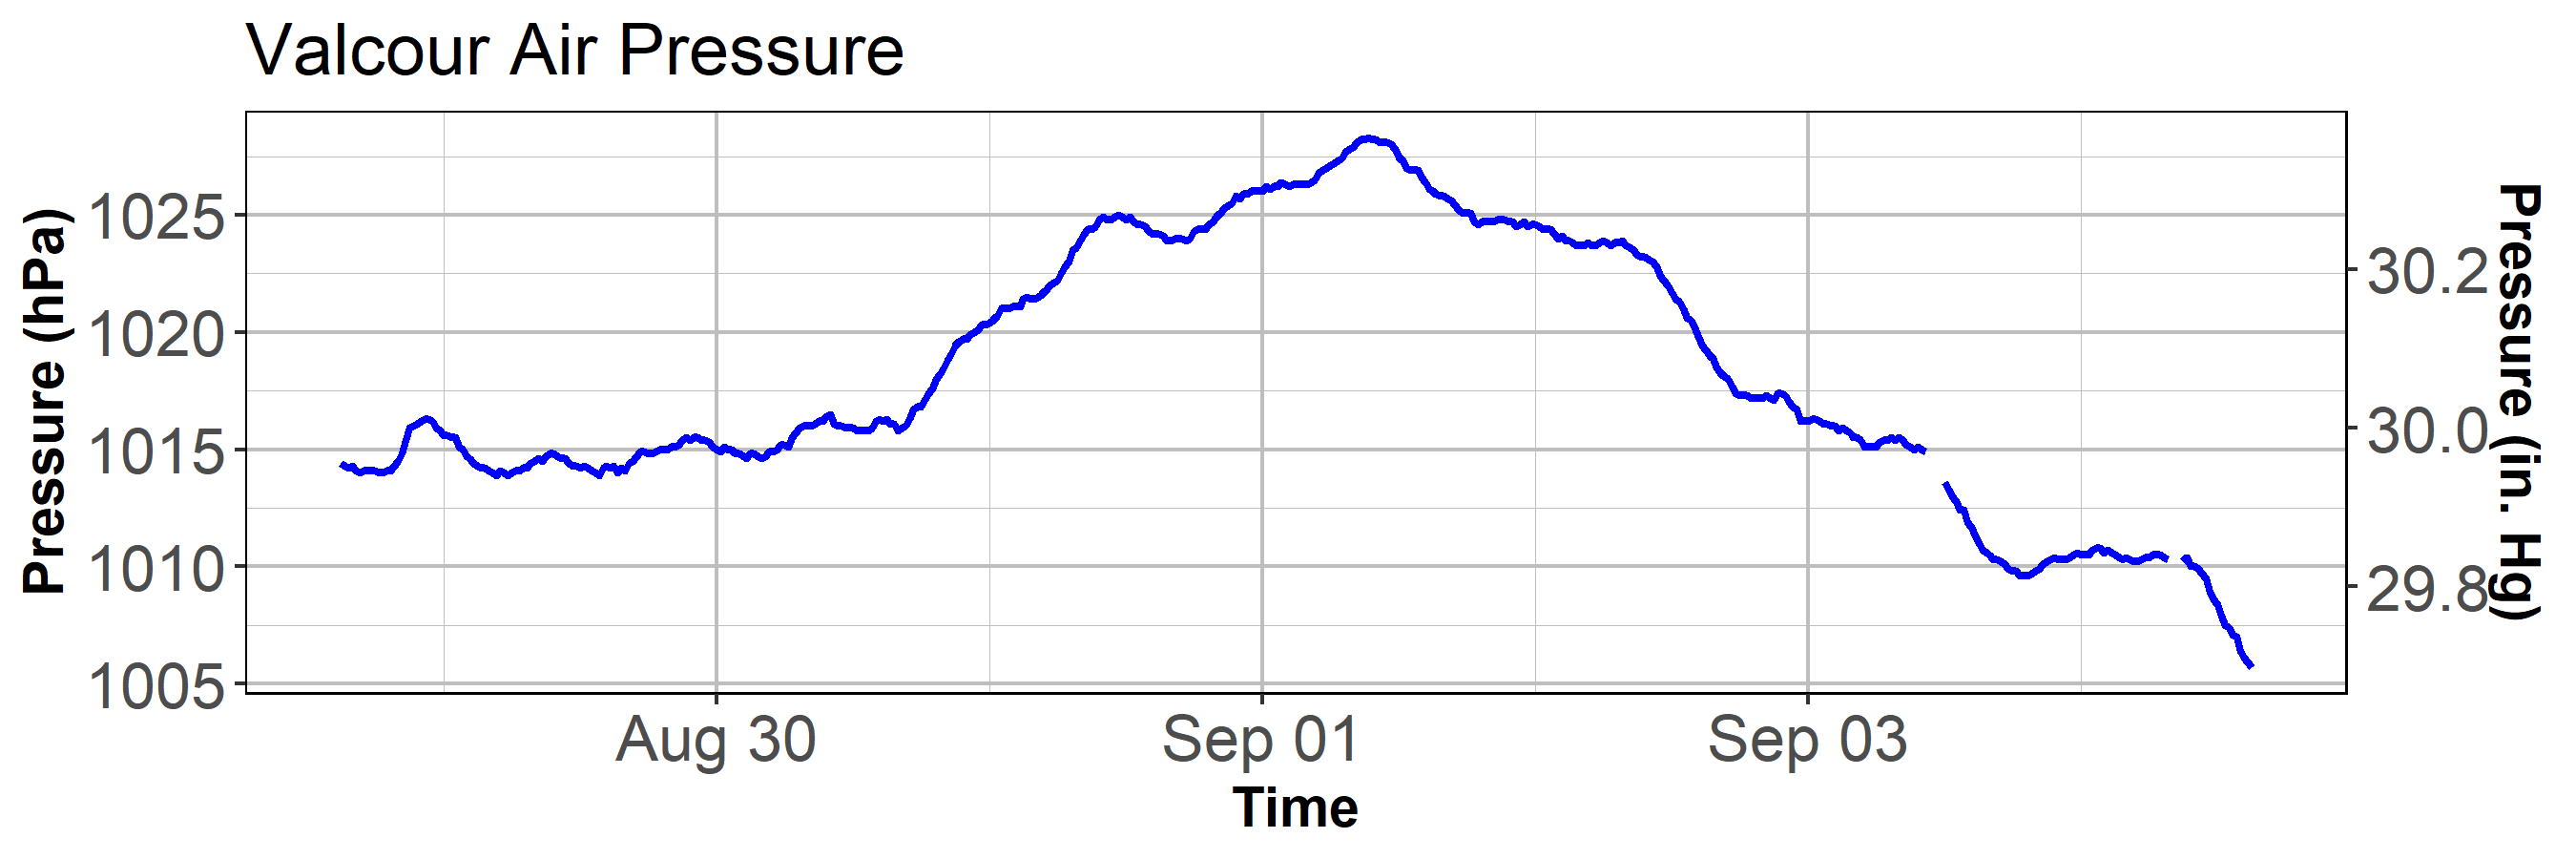 Valcour Air Pressure
Pressure (hPa)
1025
1020
1015
1010
1005
30.2
30.0
29.8
Pressure (in. Hg)
Aug 30
Sep 01
Sep 03
Time